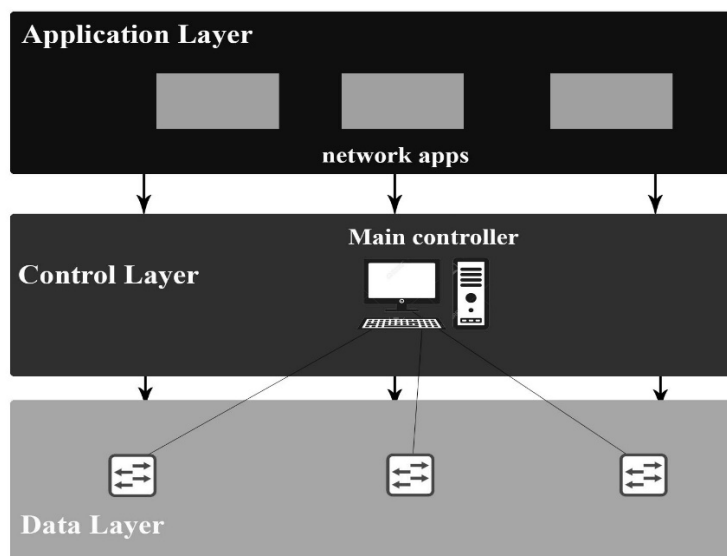 Application Layer
network apps
Main controller
Control Layer
Data Layer